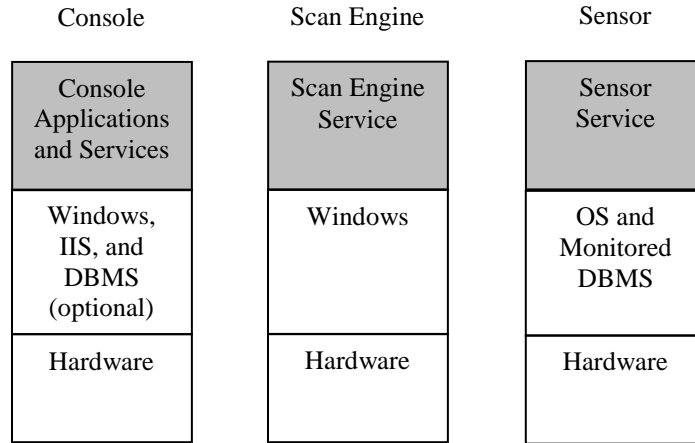 Console
Scan Engine
Sensor
Console
Applications
and Services
Scan Engine
Service
Sensor
Service
Windows,
IIS, and
DBMS
(optional)
Windows
OS and
Monitored
DBMS
Hardware
Hardware
Hardware